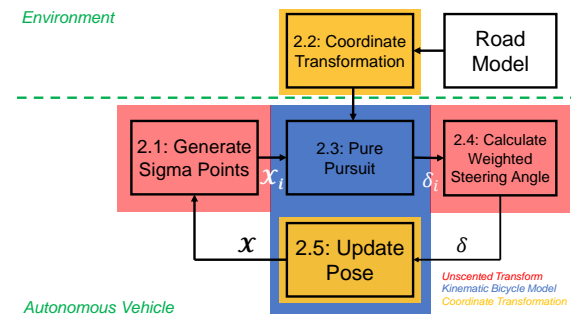 Environment
2.2: Coordinate
Transformation
Road
Model
2.1: Generate
Sigma Points
𝒳ᵢ
2.3: Pure
Pursuit
δᵢ
2.4: Calculate
Weighted
Steering Angle
𝒙
2.5: Update
Pose
δ
Unscented Transform
Kinematic Bicycle Model
Coordinate Transformation
Autonomous Vehicle